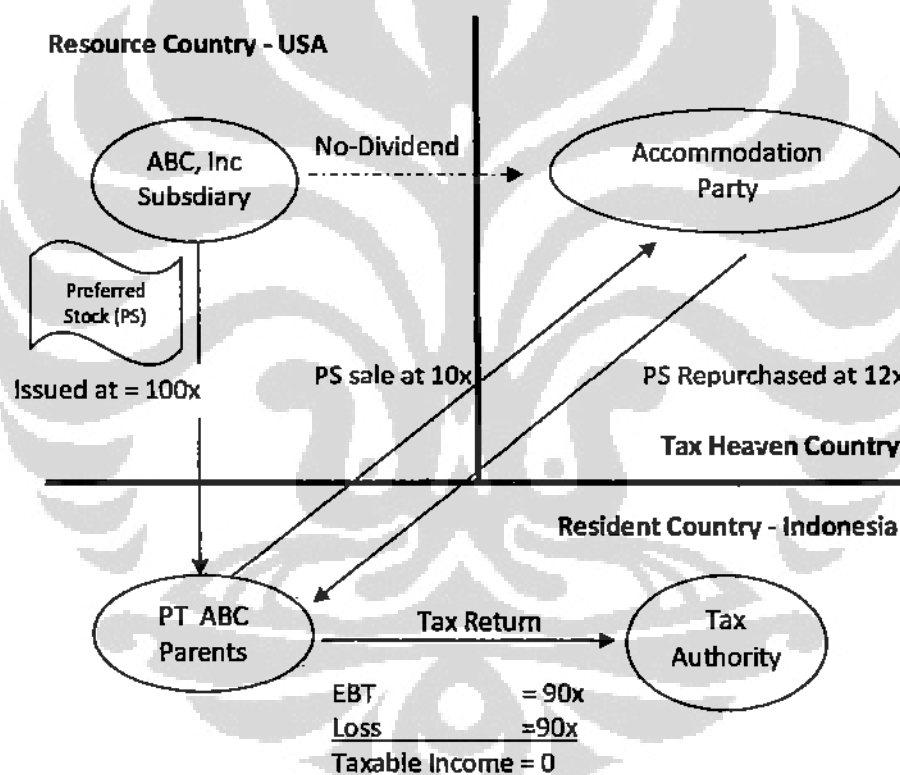 Resource Country - USA
ABC, Inc
Subsdiary
No-Dividend
Accommodation
Party
Preferred
Stock (PS)
Issued at = 100x
PS sale at 10x
PS Repurchased at 12x
Tax Heaven Country
Resident Country - Indonesia
PT ABC
Parents
Tax Return
Tax
Authority
EBT = 90x
Loss =90x
Taxable Income = 0